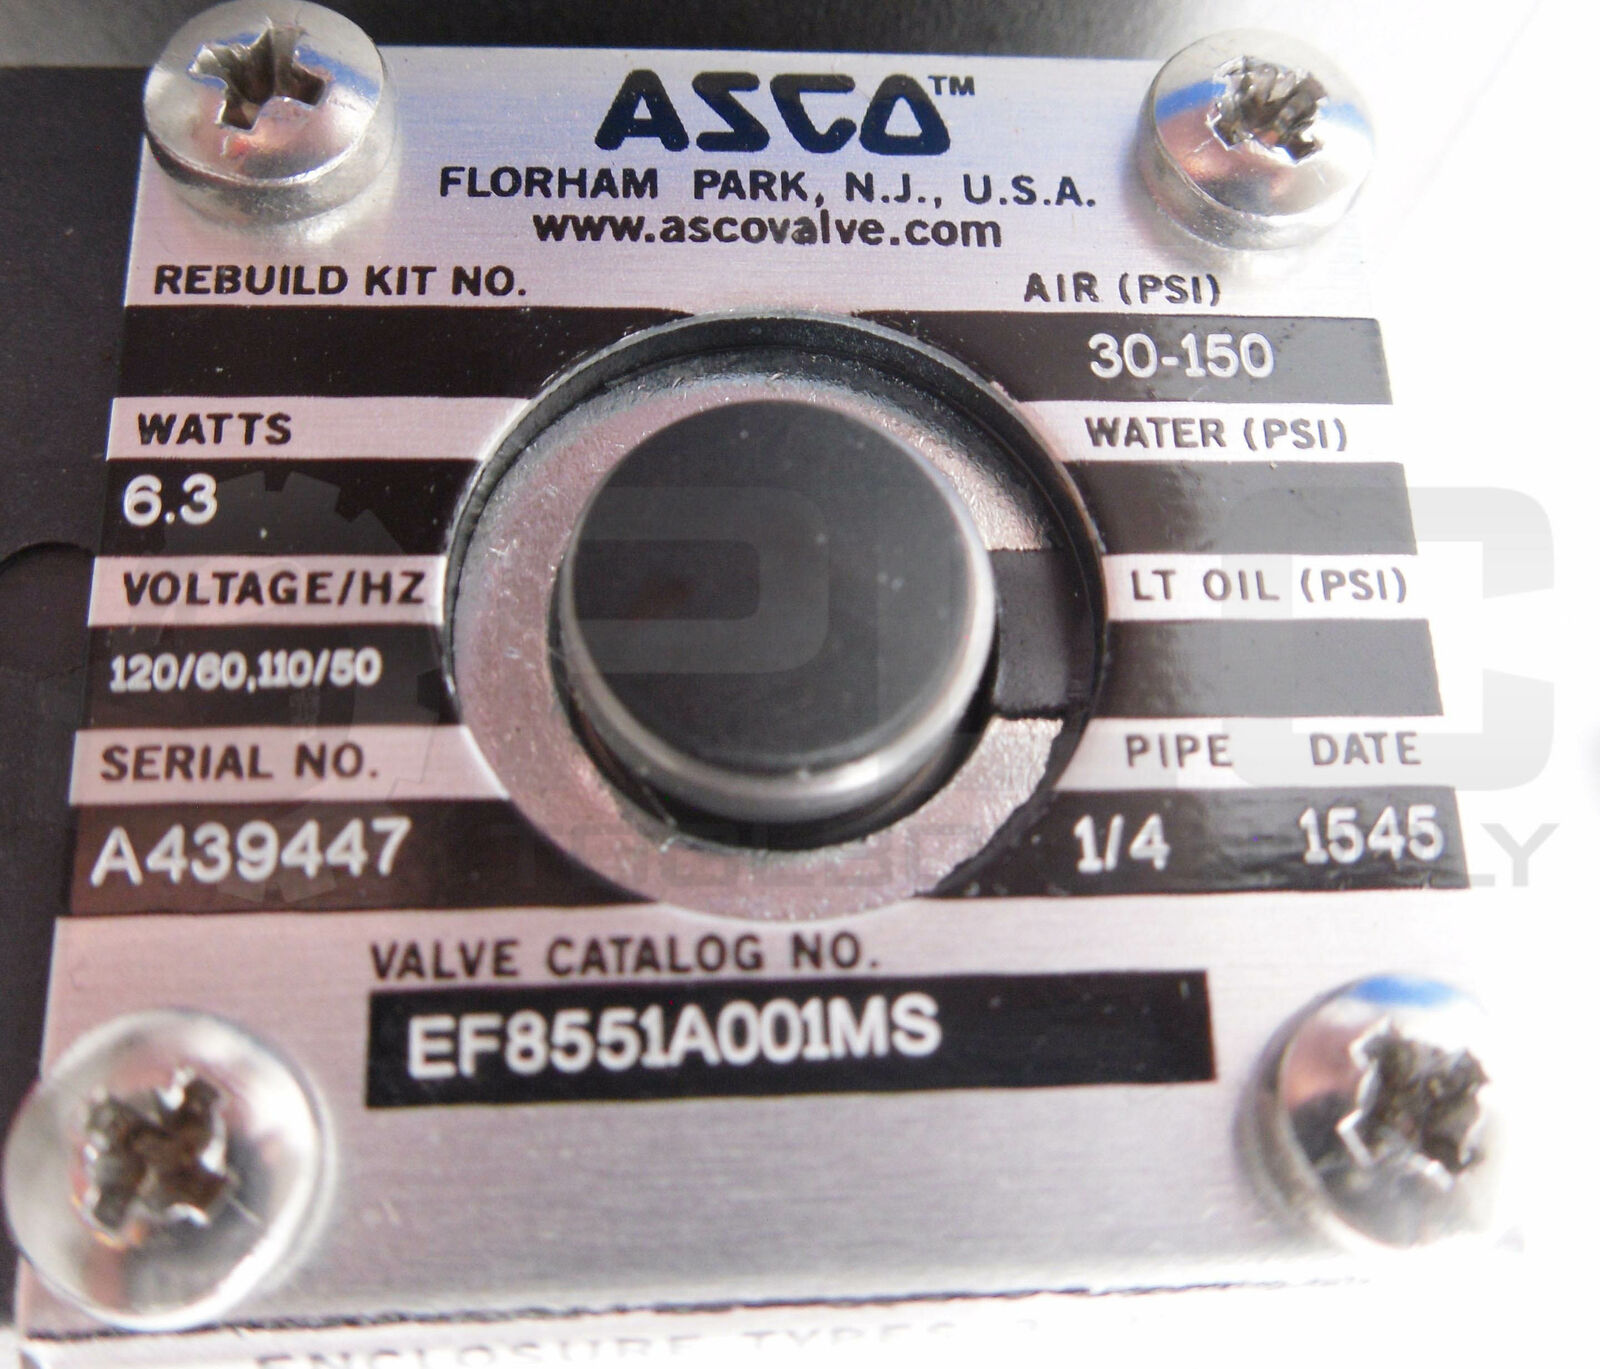 ASCO™
FLORHAM PARK, N.J., U.S.A.
www.ascovalve.com
REBUILD KIT NO.
AIR (PSI)
30-150
WATTS
WATER (PSI)
6.3
VOLTAGE/HZ
LT OIL (PSI)
120/60,110/50
SERIAL NO.
PIPE DATE
A439447
1/4 1545
VALVE CATALOG NO.
EF8551A001MS
ENCLOSURE TYPES